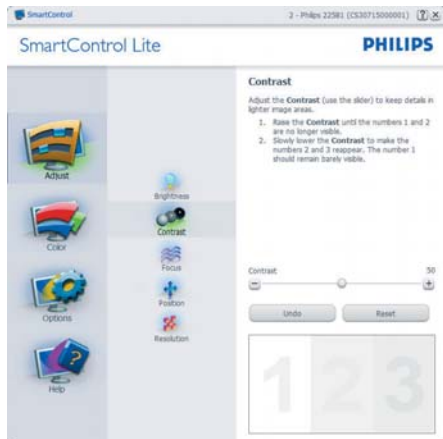 SmartControl
2 - Philips 225B1 (CS30715000001)
SmartControl Lite
PHILIPS
Adjust
Color
Options
Help
Brightness
Contrast
Focus
Position
Resolution
Contrast
Adjust the Contrast (use the slider) to keep details in
lighter image areas.
1. Raise the Contrast until the numbers 1 and 2
are no longer visible.
2. Slowly lower the Contrast to make the
numbers 2 and 3 reappear. The number 1
should remain barely visible.
Contrast
50
Undo
Reset
1 2 3